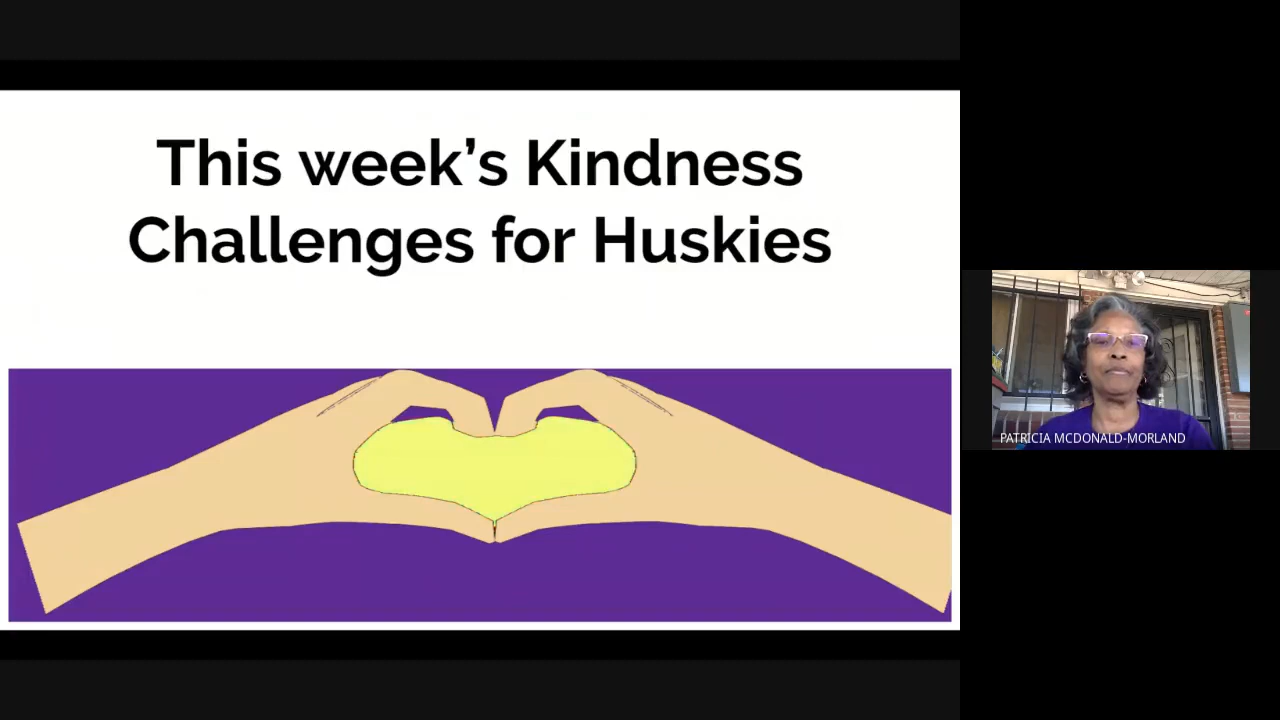 This week’s Kindness
Challenges for Huskies
PATRICIA MCDONALD-MORLAND